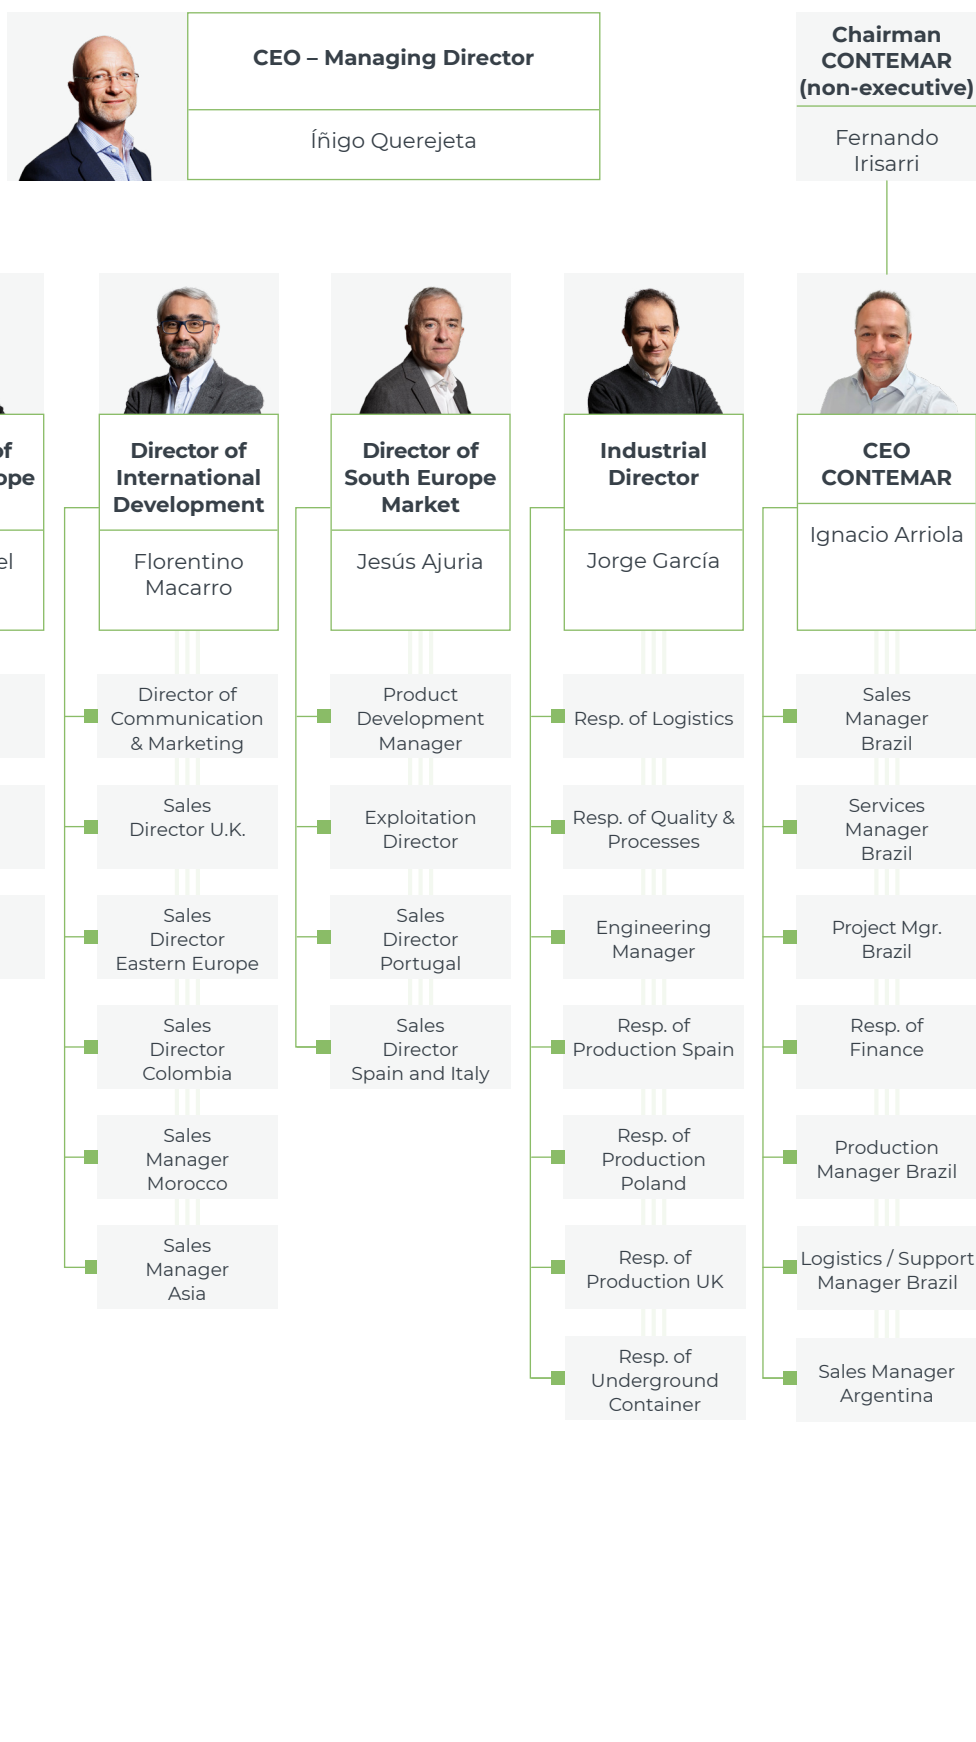 CEO – Managing Director
Íñigo Querejeta
Chairman
CONTEMAR
(non-executive)
Fernando
Irisarri
Director of
International
Development
Florentino
Macarro
Director of
Communication
& Marketing
Sales
Director U.K.
Sales
Director
Eastern Europe
Sales
Director
Colombia
Sales
Manager
Morocco
Sales
Manager
Asia
Director of
South Europe
Market
Jesús Ajuria
Product
Development
Manager
Exploitation
Director
Sales
Director
Portugal
Sales
Director
Spain and Italy
Industrial
Director
Jorge García
Resp. of Logistics
Resp. of Quality &
Processes
Engineering
Manager
Resp. of
Production Spain
Resp. of
Production
Poland
Resp. of
Production UK
Resp. of
Underground
Container
CEO
CONTEMAR
Ignacio Arriola
Sales
Manager
Brazil
Services
Manager
Brazil
Project Mgr.
Brazil
Resp. of
Finance
Production
Manager Brazil
Logistics / Support
Manager Brazil
Sales Manager
Argentina